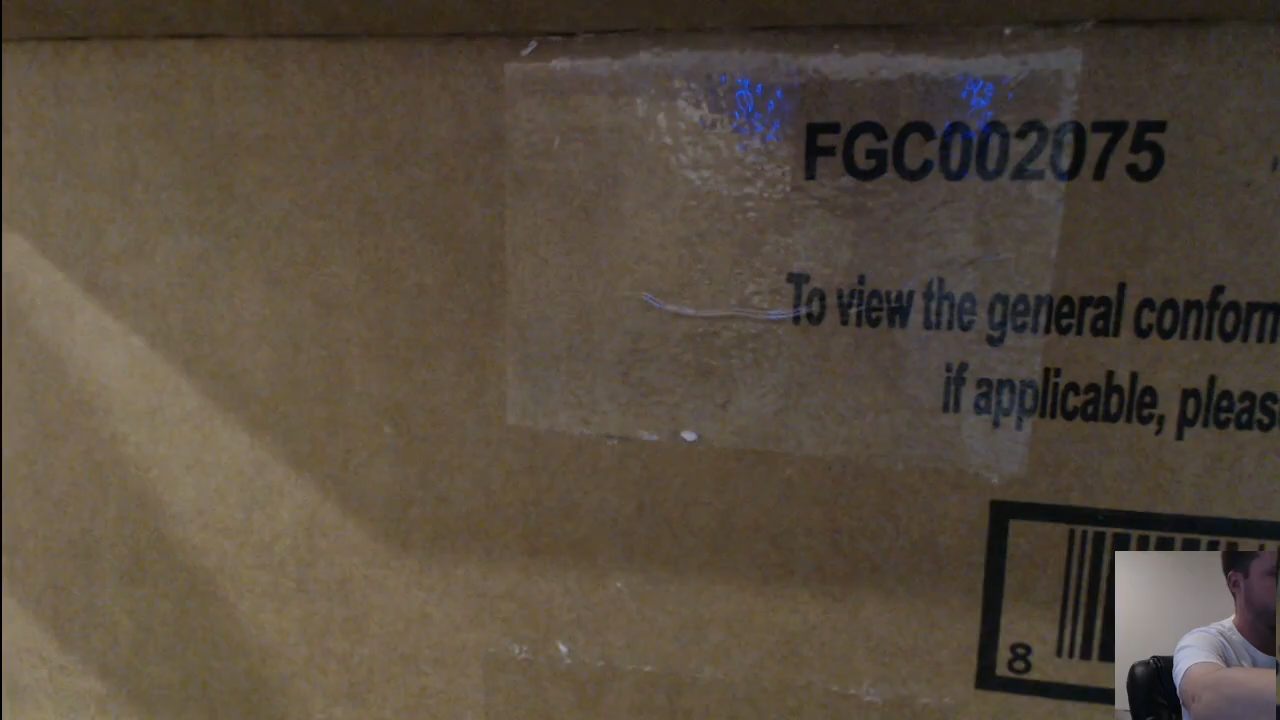 FGC002075
To view the general conform
if applicable, pleas
8